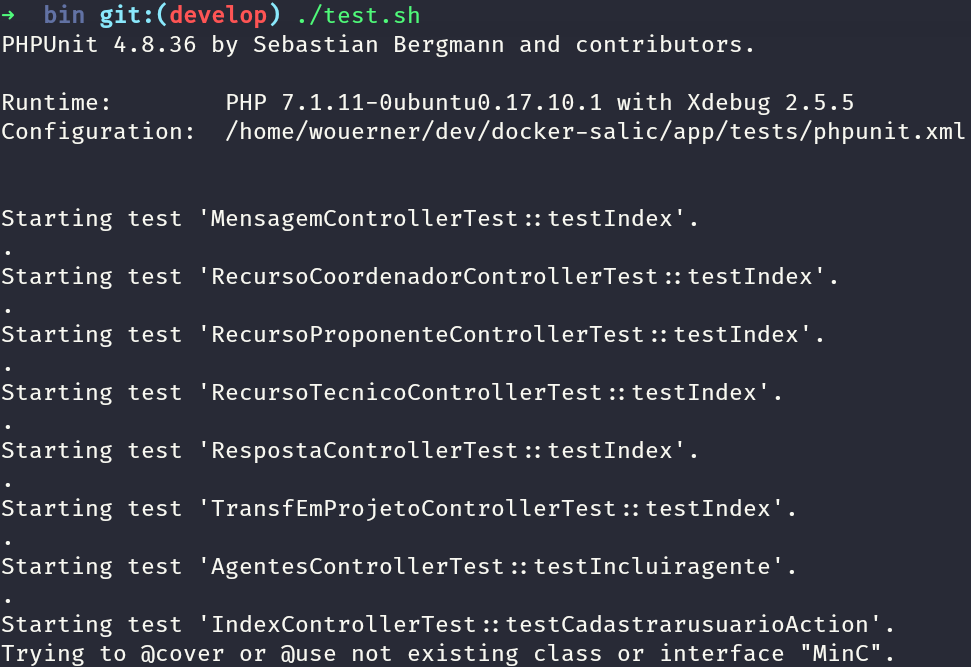 → bin git:(develop) ./test.sh
PHPUnit 4.8.36 by Sebastian Bergmann and contributors.
Runtime: PHP 7.1.11-0ubuntu0.17.10.1 with Xdebug 2.5.5
Configuration: /home/wouerner/dev/docker-salic/app/tests/phpunit.xml
Starting test 'MensagemControllerTest::testIndex'.
.
Starting test 'RecursoCoordenadorControllerTest::testIndex'.
.
Starting test 'RecursoProponenteControllerTest::testIndex'.
.
Starting test 'RecursoTecnicoControllerTest::testIndex'.
.
Starting test 'RespostaControllerTest::testIndex'.
.
Starting test 'TransfEmProjetoControllerTest::testIndex'.
.
Starting test 'AgentesControllerTest::testIncluiragente'.
.
Starting test 'IndexControllerTest::testCadastrarusuarioAction'.
Trying to @cover or @use not existing class or interface "MinC".